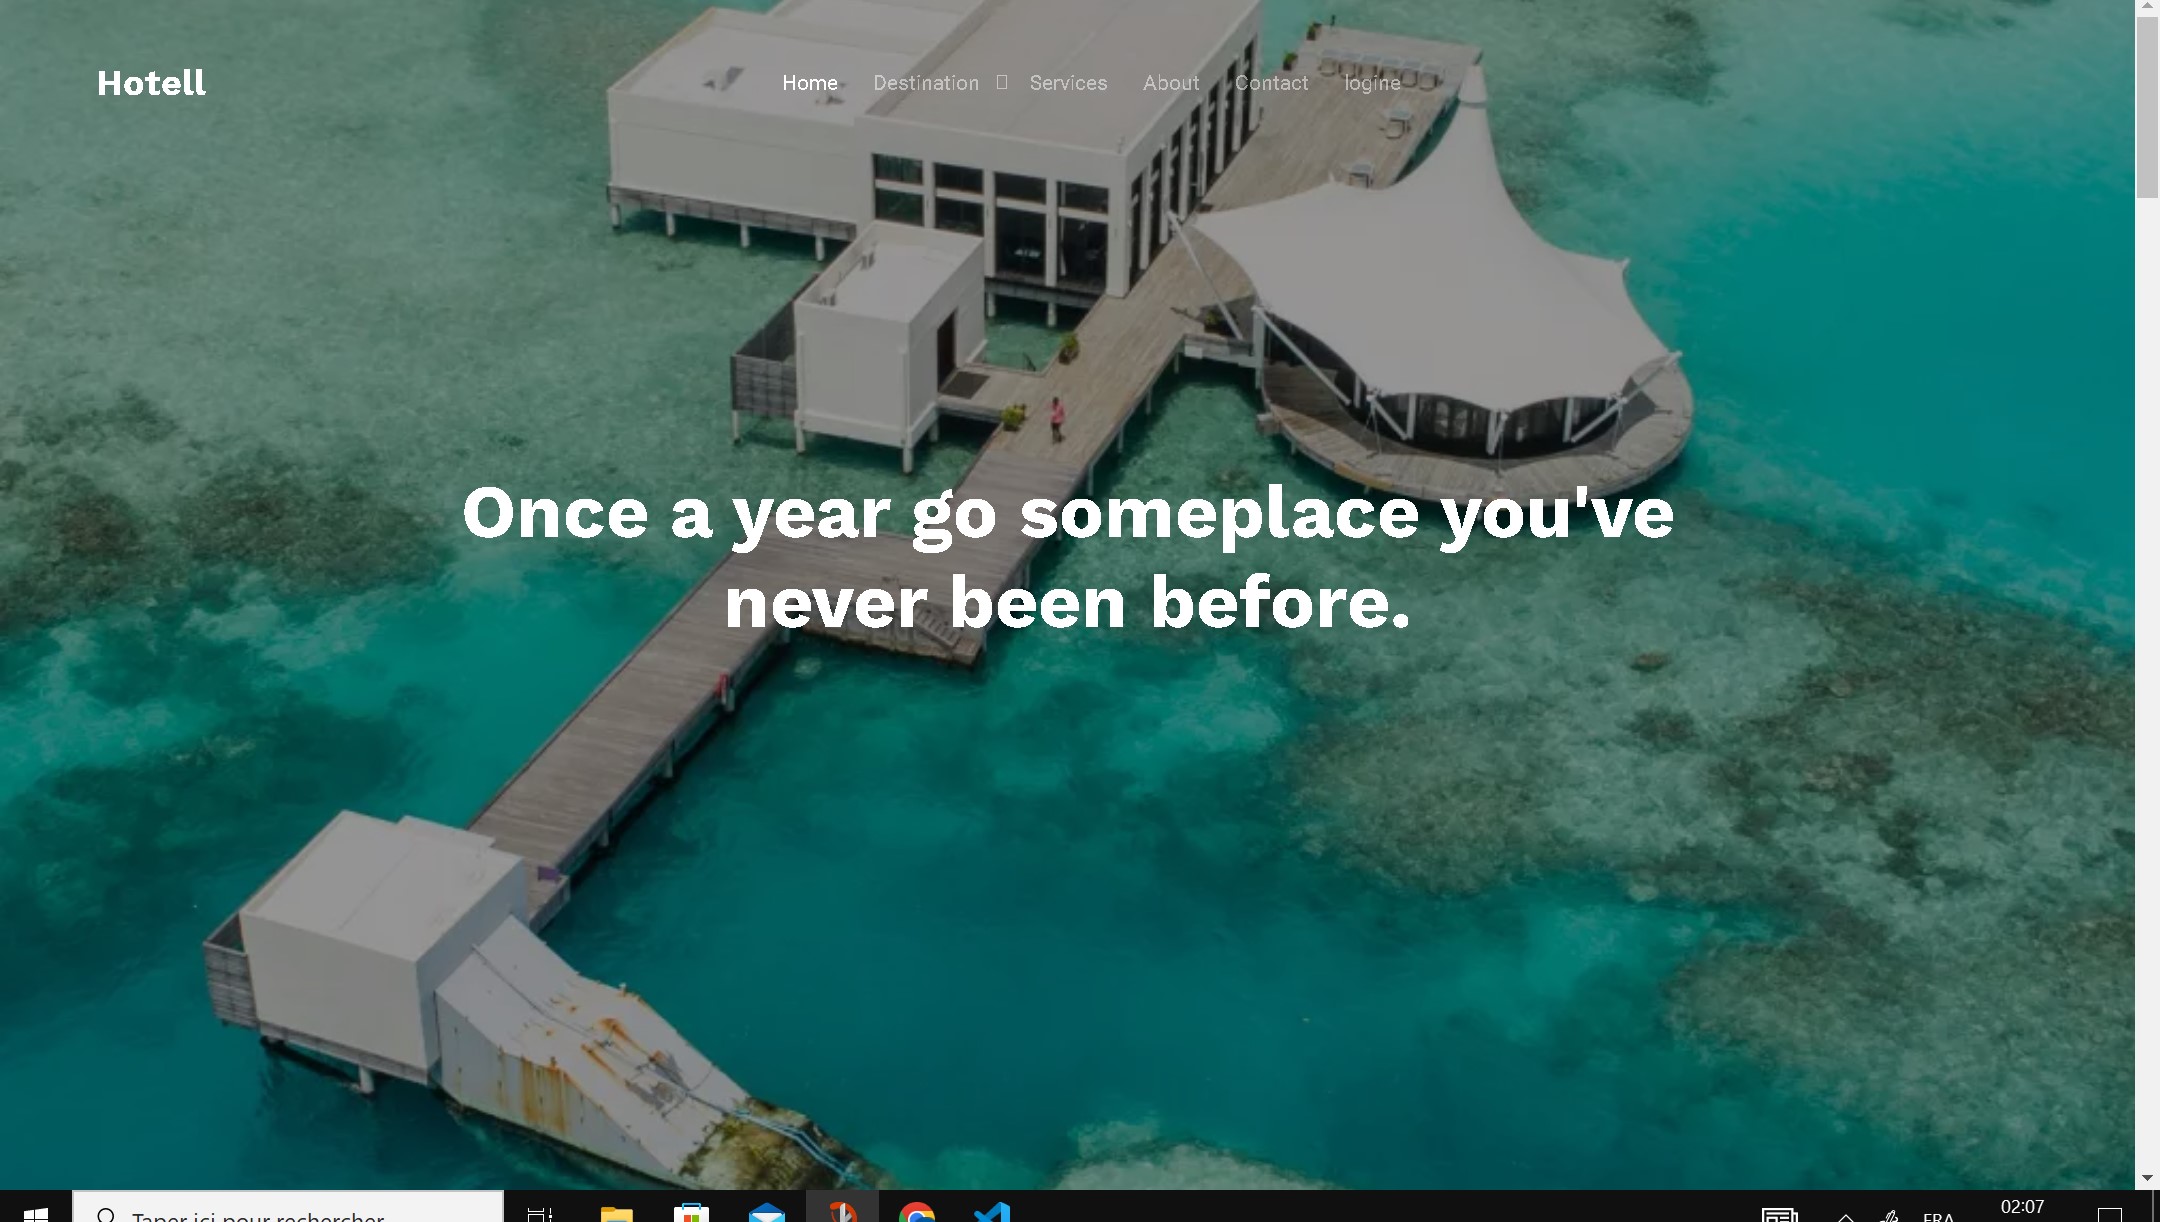 Hotell
Home Destination Services About Contact logine
Once a year go someplace you've
never been before.
Taper ici pour rechercher
FRA
02:07